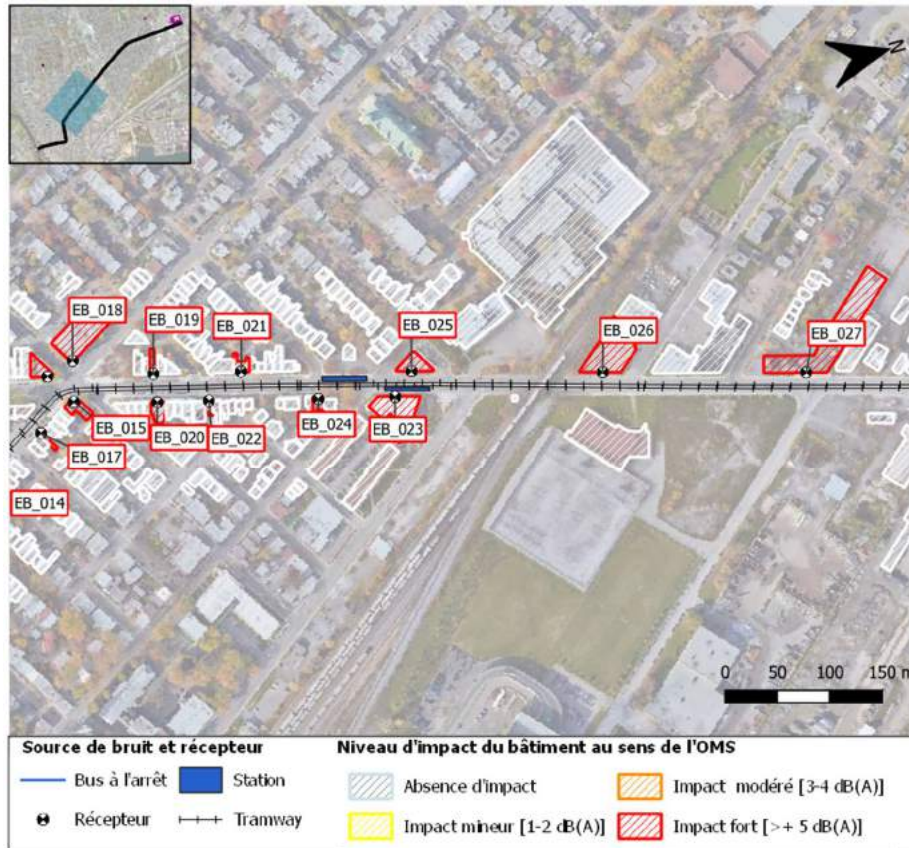 N
EB_018
EB_019
EB_021
EB_025
EB_026
EB_027
EB_015
EB_020
EB_022
EB_024
EB_023
EB_017
EB_014
0 50 100 150 m
Source de bruit et récepteur
Bus à l'arrêt
Station
Récepteur
Tramway
Niveau d'impact du bâtiment au sens de l'OMS
Absence d'impact
Impact modéré [3-4 dB(A)]
Impact mineur [1-2 dB(A)]
Impact fort [>+ 5 dB(A)]